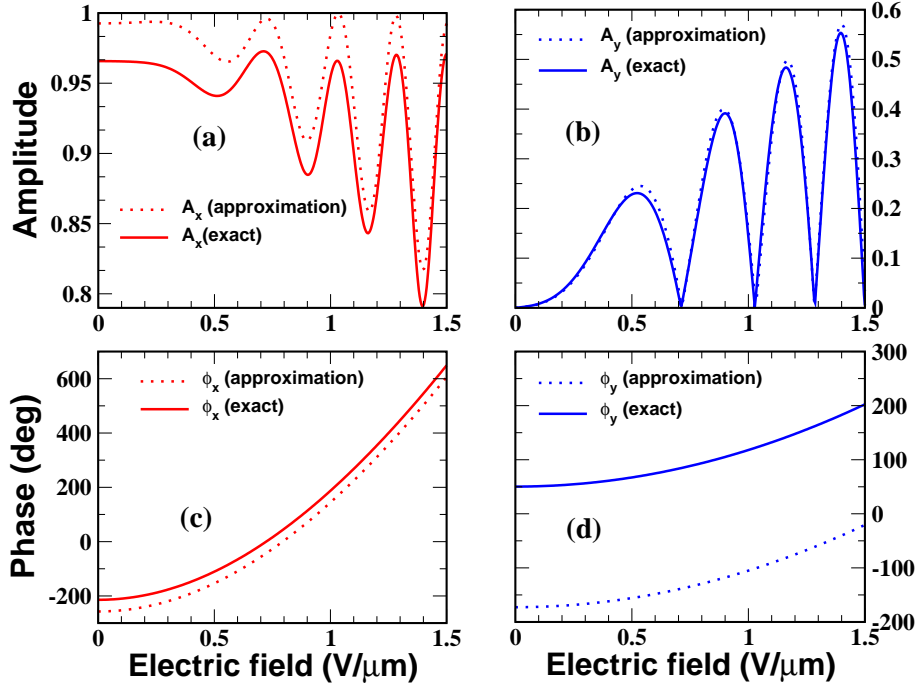 Amplitude
1
0.95
0.9
0.85
0.8
(a)
A_x (approximation)
A_x(exact)
0
0.5
1
1.5
A_y (approximation)
A_y (exact)
(b)
0.6
0.5
0.4
0.3
0.2
0.1
0
0
0.5
1
1.5
Phase (deg)
600
400
200
0
-200
ϕ_x (approximation)
ϕ_x (exact)
(c)
0
0.5
1
1.5
Electric field (V/μm)
ϕ_y (approximation)
ϕ_y (exact)
(d)
300
200
100
0
-100
-200
0
0.5
1
1.5
Electric field (V/μm)